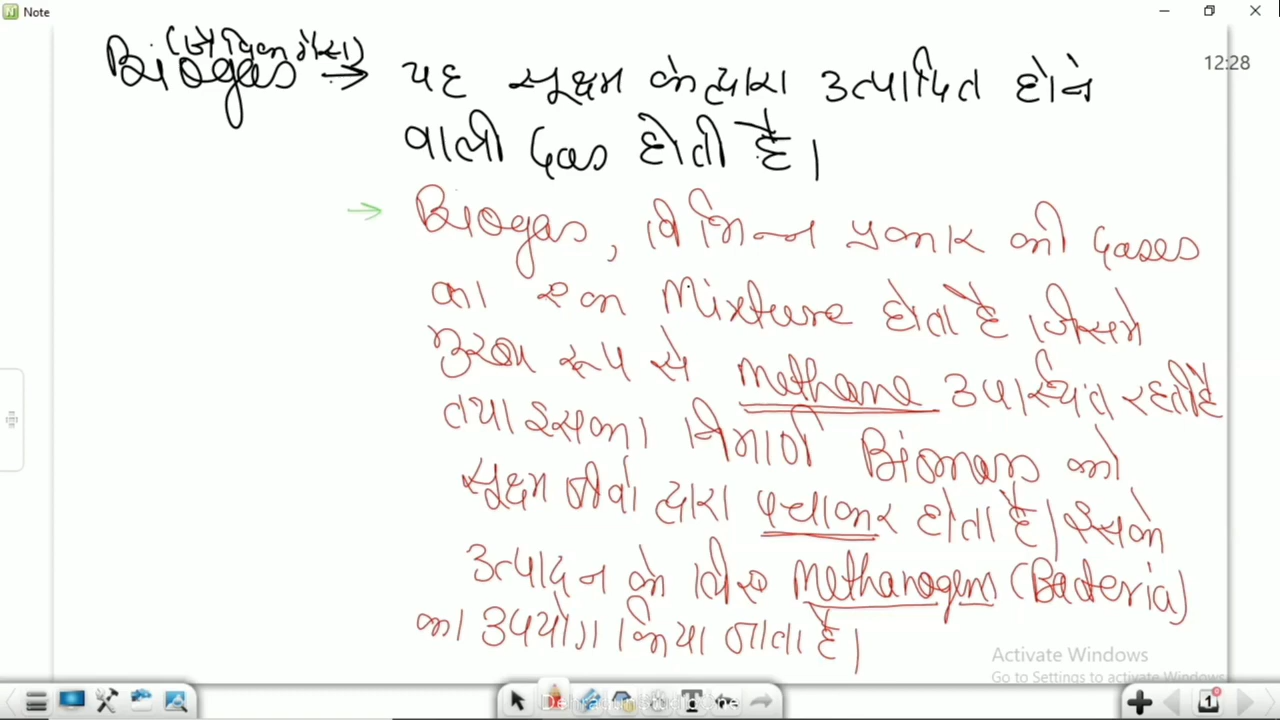 Note
12:28
(जैविक गैस)
Biogas → यह सूक्ष्म के द्वारा उत्पादित होने
वाली Gas होती है।
→ Biogas, विभिन्न प्रकार की Gases
का एक Mixture होता है जिसमे
मुख्य रूप से Methane उपस्थित रहती है
तथा इसका निर्माण Biomass को
सूक्ष्म जीवो द्वारा पचाकर होता है। इसके
उत्पादन के लिए Methanogens (Bacteria)
का उपयोग किया जाता है।
Activate Windows
Go to Settings to activate Windows
1